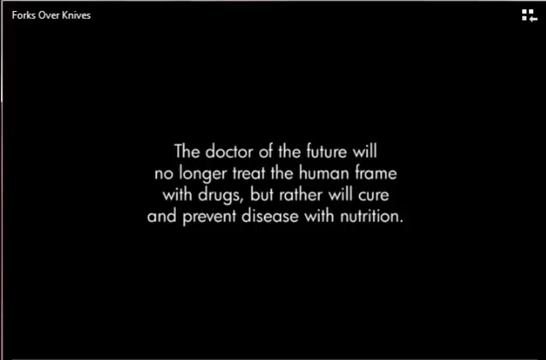 Forks Over Knives
The doctor of the future will
no longer treat the human frame
with drugs, but rather will cure
and prevent disease with nutrition.